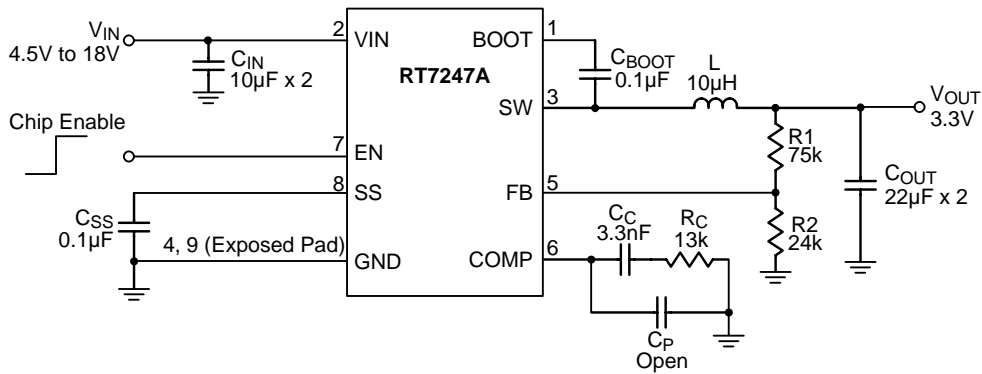 VIN
4.5V to 18V
CIN
10µF x 2
2
VIN
Chip Enable
7
EN
8
SS
CSS
0.1µF
4, 9 (Exposed Pad)
GND
RT7247A
BOOT
1
CBOOT
0.1µF
L
10µH
SW
3
VOUT
3.3V
R1
75k
COUT
22µF x 2
FB
5
R2
24k
CC
3.3nF
RC
13k
COMP
6
CP
Open